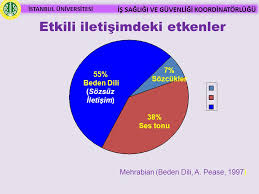 İSTANBUL ÜNİVERSİTESİ
İŞ SAĞLIĞI VE GÜVENLİĞİ KOORDİNATÖRLÜĞÜ
Etkili iletişimdeki etkenler
55%
Beden Dili
(Sözsüz
İletişim)
7%
Sözcükler
38%
Ses tonu
Mehrabian (Beden Dili, A. Pease, 1997